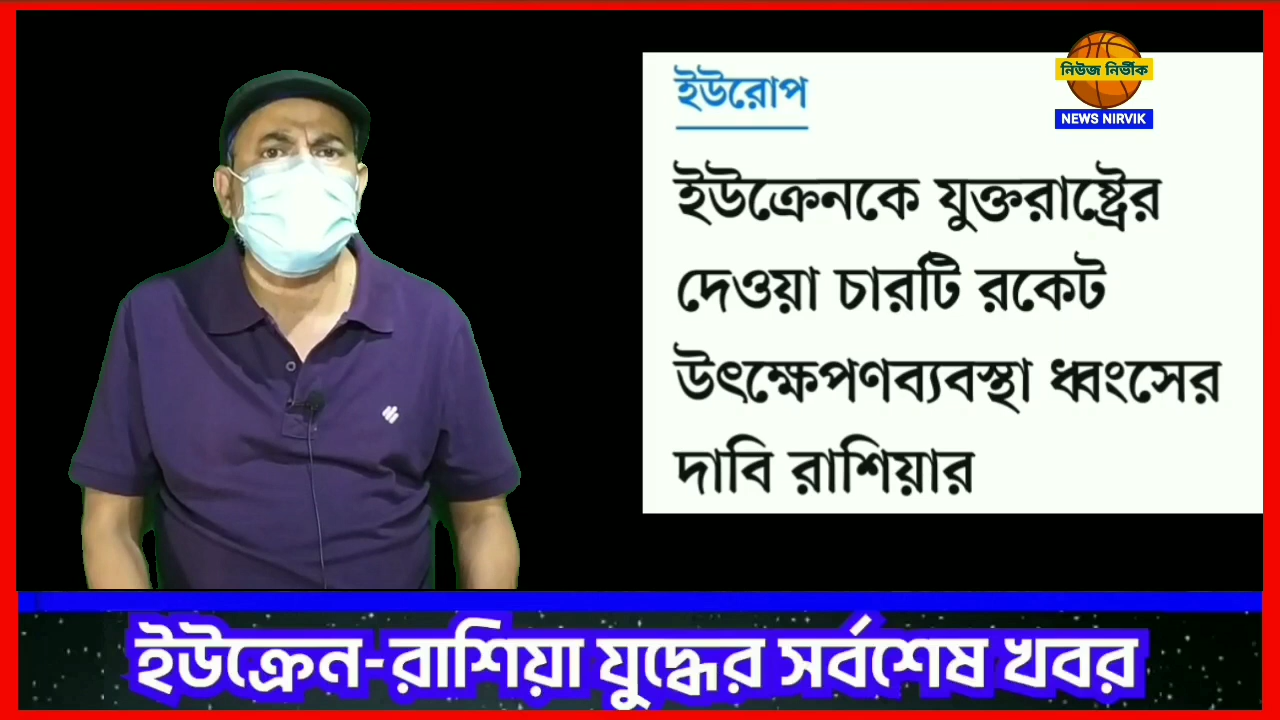 নিউজ নির্ভীক
NEWS NIRVIK
ইউরোপ
ইউক্রেনকে যুক্তরাষ্ট্রের
দেওয়া চারটি রকেট
উৎক্ষেপণব্যবস্থা ধ্বংসের
দাবি রাশিয়ার
ইউক্রেন-রাশিয়া যুদ্ধের সর্বশেষ খবর